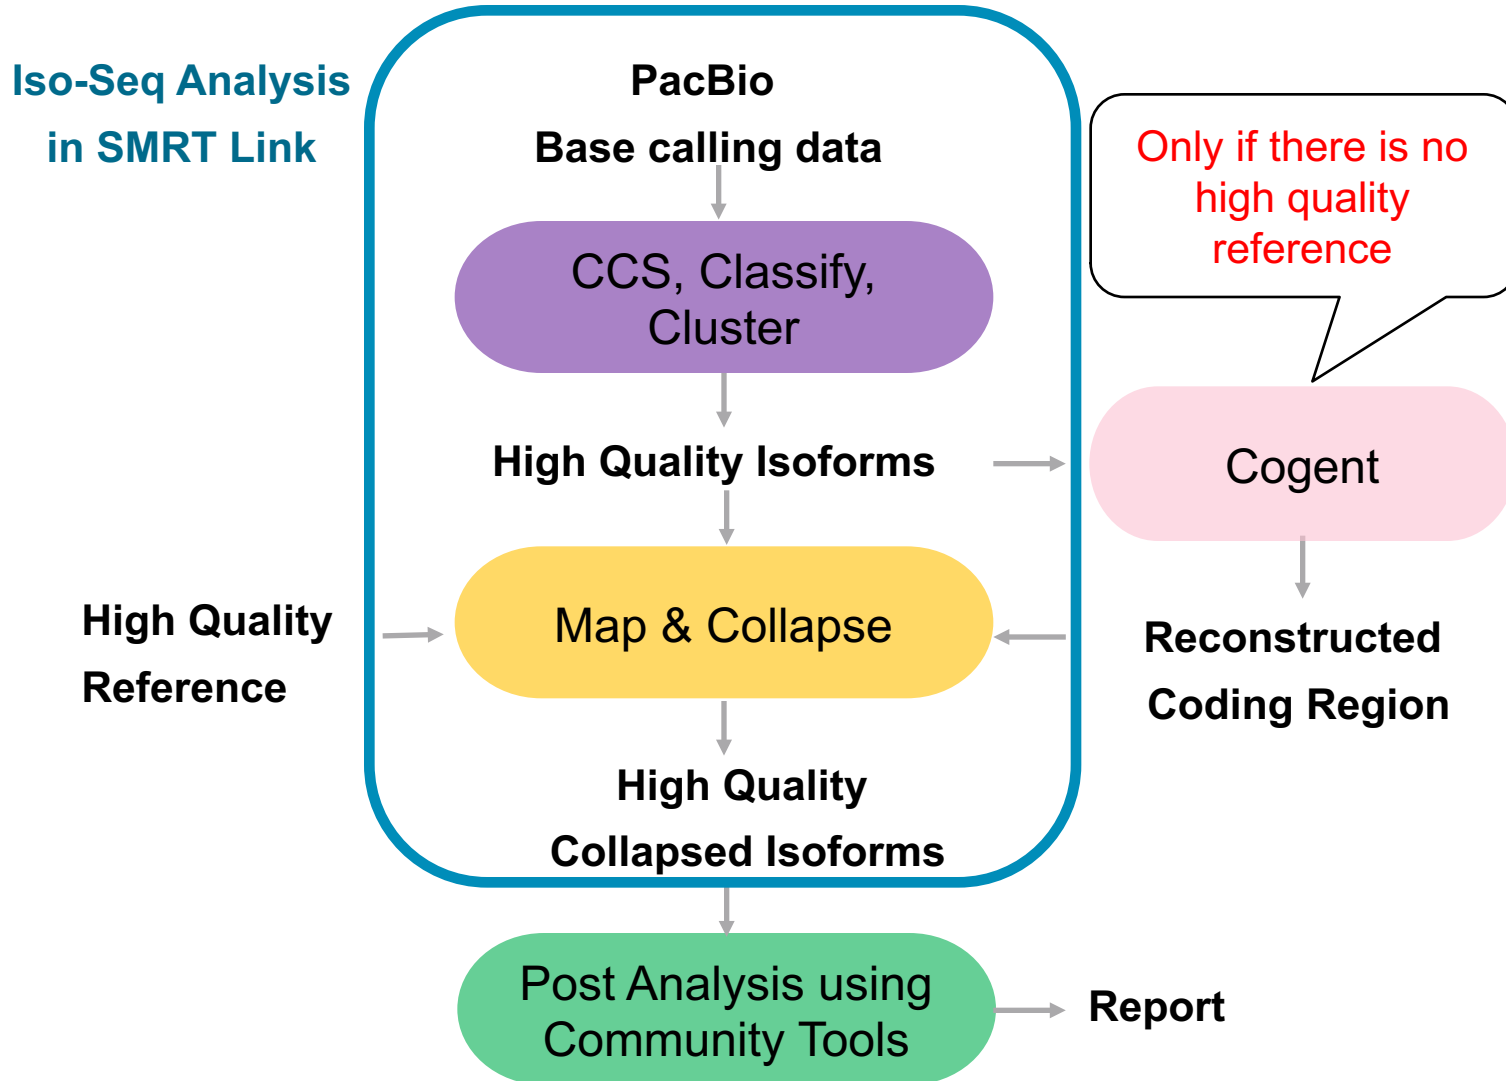 Iso-Seq Analysis
in SMRT Link
PacBio
Base calling data
Only if there is no
high quality
reference
CCS, Classify,
Cluster
High Quality Isoforms
Cogent
High Quality
Reference
Map & Collapse
Reconstructed
Coding Region
High Quality
Collapsed Isoforms
Post Analysis using
Community Tools
Report